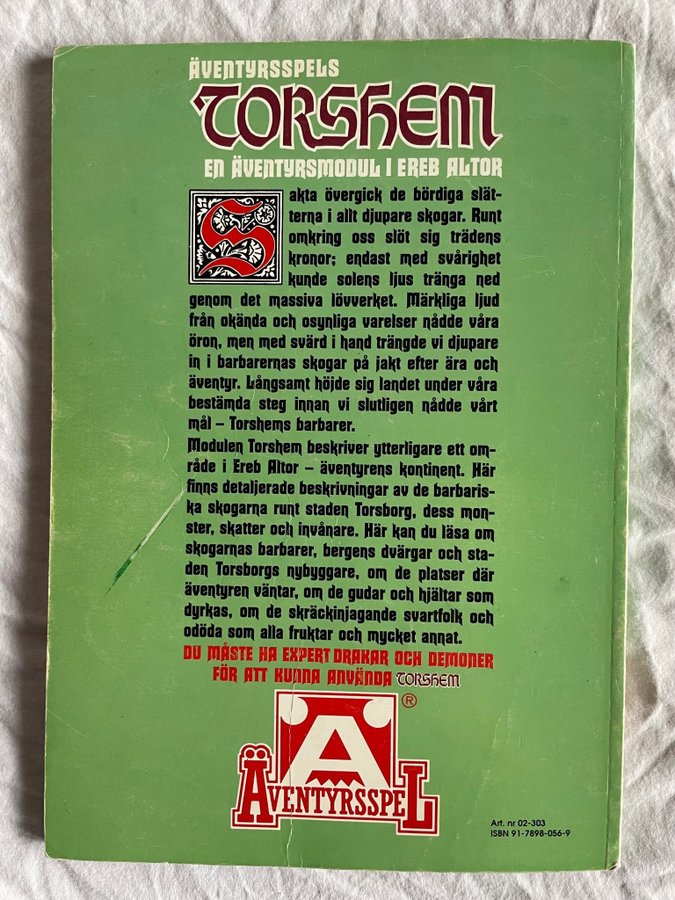 ÄVENTYRSSPELS
TORSHEM
EN ÄVENTYRSMODUL I EREB ALTOR
Sakta övergick de bördiga slät-
terna i allt djupare skogar. Runt
omkring oss slöt sig trädens
kronor; endast med svårighet
kunde solens ljus tränga ned
genom det massiva lövverket. Märkliga ljud
från okända och osynliga varelser nådde våra
öron, men med svärd i hand trängde vi djupare
in i barbarernas skogar på jakt efter ära och
äventyr. Långsamt höjde sig landet under våra
bestämda steg innan vi slutligen nådde vårt
mål – Torshems barbarer.
Modulen Torshem beskriver ytterligare ett om-
råde i Ereb Altor – äventyrens kontinent. Här
finns detaljerade beskrivningar av de barbaris-
ka skogarna runt staden Torsborg, dess mon-
ster, skatter och invånare. Här kan du läsa om
skogarnas barbarer, bergens dvärgar och sta-
den Torsborgs nybyggare, om de platser där
äventyren väntar, om de gudar och hjältar som
dyrkas, om de skräckinjagande svartfolk och
odöda som alla fruktar och mycket annat.
DU MÅSTE HA EXPERT DRAKAR OCH DEMONER
FÖR ATT KUNNA ANVÄNDA TORSHEM
Ä ®
ÄVENTYRSSPEL
Art. nr 02-303
ISBN 91-7898-056-9